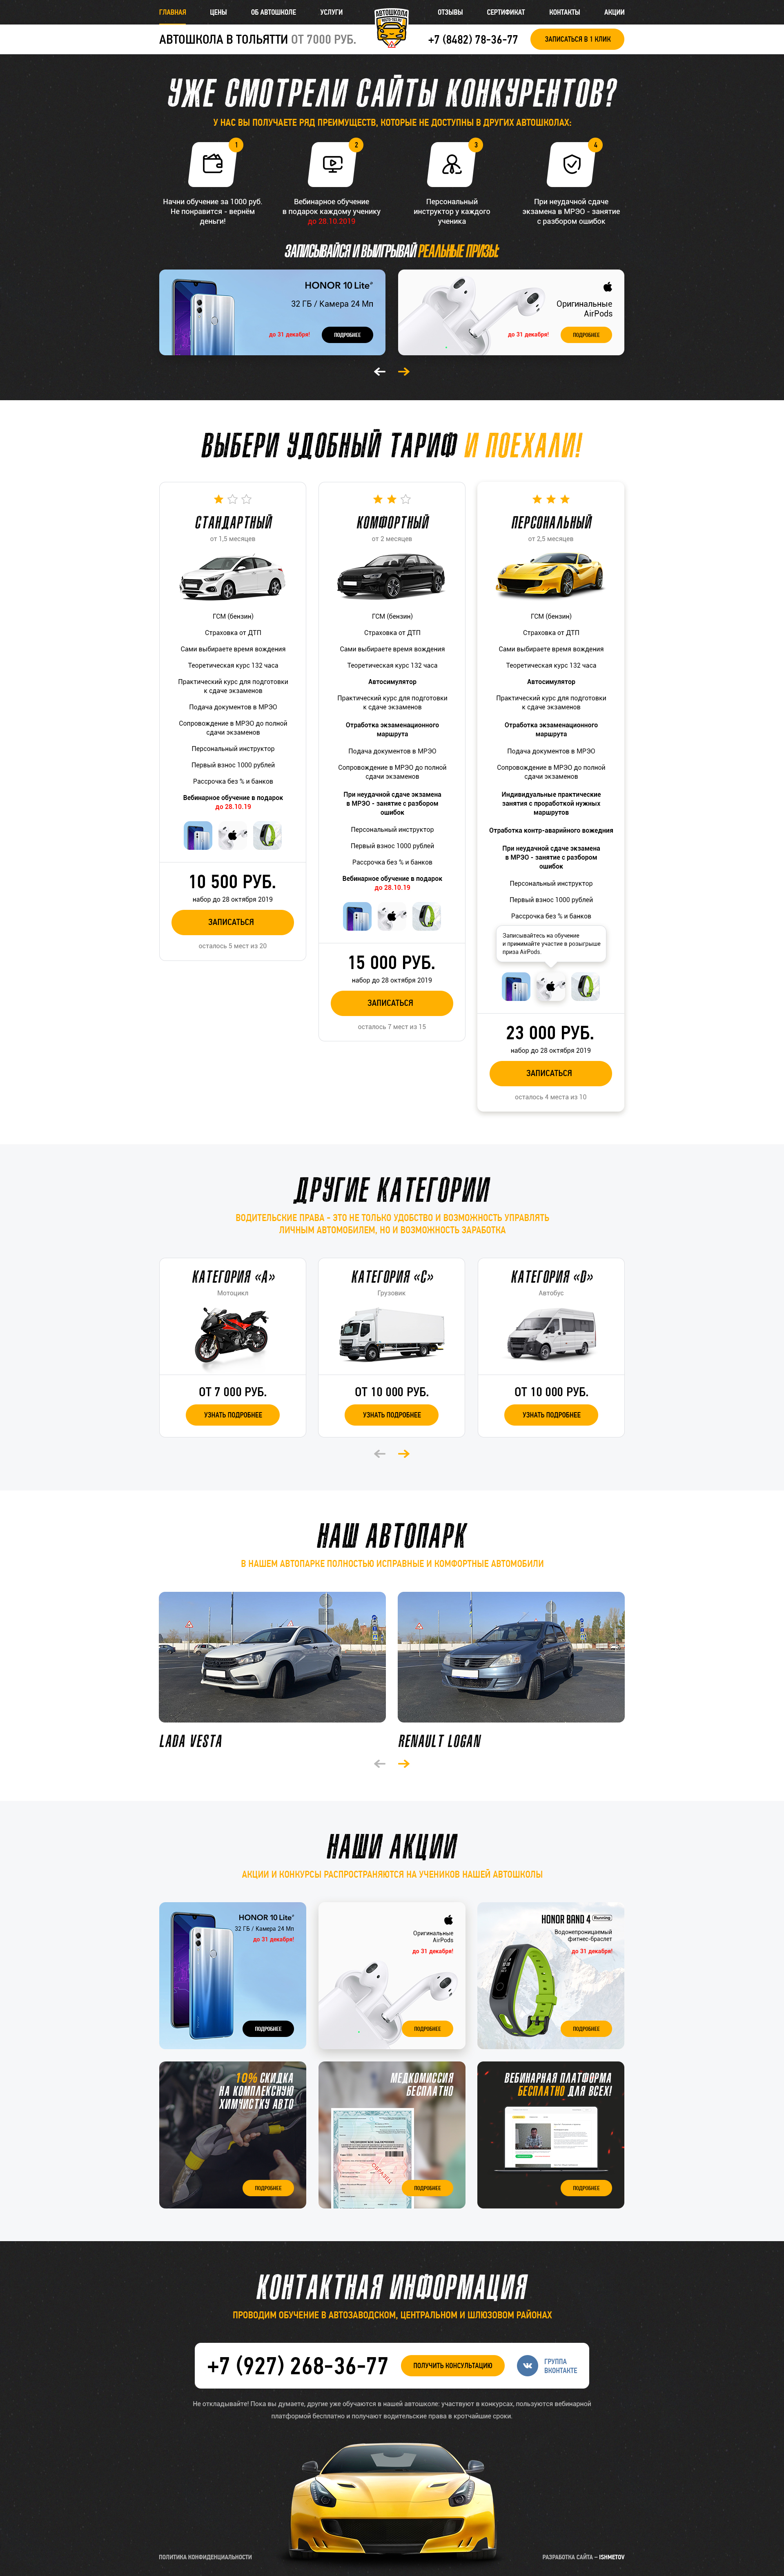 ГЛАВНАЯ ЦЕНЫ ОБ АВТОШКОЛЕ УСЛУГИ ОТЗЫВЫ СЕРТИФИКАТ КОНТАКТЫ АКЦИИ
АВТОШКОЛА
АВТОШКОЛА В ТОЛЬЯТТИ ОТ 7000 РУБ. +7 (8482) 78-36-77 ЗАПИСАТЬСЯ В 1 КЛИК
УЖЕ СМОТРЕЛИ САЙТЫ КОНКУРЕНТОВ?
У НАС ВЫ ПОЛУЧАЕТЕ РЯД ПРЕИМУЩЕСТВ, КОТОРЫЕ НЕ ДОСТУПНЫ В ДРУГИХ АВТОШКОЛАХ:
1
Начни обучение за 1000 руб.
Не понравится - вернём
деньги!
2
Вебинарное обучение
в подарок каждому ученику
до 28.10.2019
3
Персональный
инструктор у каждого
ученика
4
При неудачной сдаче
экзамена в МРЭО - занятие
с разбором ошибок
ЗАПИСЫВАЙСЯ И ВЫИГРЫВАЙ РЕАЛЬНЫЕ ПРИЗЫ:
HONOR 10 Lite
32 ГБ / Камера 24 Мп
до 31 декабря! ПОДРОБНЕЕ
Оригинальные
AirPods
до 31 декабря! ПОДРОБНЕЕ
ВЫБЕРИ УДОБНЫЙ ТАРИФ И ПОЕХАЛИ!
СТАНДАРТНЫЙ
от 1,5 месяцев
ГСМ (бензин)
Страховка от ДТП
Сами выбираете время вождения
Теоретическая курс 132 часа
Практический курс для подготовки
к сдаче экзаменов
Подача документов в МРЭО
Сопровождение в МРЭО до полной
сдачи экзаменов
Персональный инструктор
Первый взнос 1000 рублей
Рассрочка без % и банков
Вебинарное обучение в подарок
до 28.10.19
10 500 РУБ.
набор до 28 октября 2019
ЗАПИСАТЬСЯ
осталось 5 мест из 20
КОМФОРТНЫЙ
от 2 месяцев
ГСМ (бензин)
Страховка от ДТП
Сами выбираете время вождения
Теоретическая курс 132 часа
Автосимулятор
Практический курс для подготовки
к сдаче экзаменов
Отработка экзаменационного
маршрута
Подача документов в МРЭО
Сопровождение в МРЭО до полной
сдачи экзаменов
При неудачной сдаче экзамена
в МРЭО - занятие с разбором
ошибок
Персональный инструктор
Первый взнос 1000 рублей
Рассрочка без % и банков
Вебинарное обучение в подарок
до 28.10.19
15 000 РУБ.
набор до 28 октября 2019
ЗАПИСАТЬСЯ
осталось 7 мест из 15
ПЕРСОНАЛЬНЫЙ
от 2,5 месяцев
ГСМ (бензин)
Страховка от ДТП
Сами выбираете время вождения
Теоретическая курс 132 часа
Автосимулятор
Практический курс для подготовки
к сдаче экзаменов
Отработка экзаменационного
маршрута
Подача документов в МРЭО
Сопровождение в МРЭО до полной
сдачи экзаменов
Индивидуальные практические
занятия с проработкой нужных
маршрутов
Отработка контр-аварийного вождения
При неудачной сдаче экзамена
в МРЭО - занятие с разбором
ошибок
Персональный инструктор
Первый взнос 1000 рублей
Рассрочка без % и банков
Записывайтесь на обучение
и принимайте участие в розыгрыше
приза AirPods.
23 000 РУБ.
набор до 28 октября 2019
ЗАПИСАТЬСЯ
осталось 4 места из 10
ДРУГИЕ КАТЕГОРИИ
ВОДИТЕЛЬСКИЕ ПРАВА - ЭТО НЕ ТОЛЬКО УДОБСТВО И ВОЗМОЖНОСТЬ УПРАВЛЯТЬ
ЛИЧНЫМ АВТОМОБИЛЕМ, НО И ВОЗМОЖНОСТЬ ЗАРАБОТКА
КАТЕГОРИЯ «А»
Мотоцикл
ОТ 7 000 РУБ.
УЗНАТЬ ПОДРОБНЕЕ
КАТЕГОРИЯ «С»
Грузовик
ОТ 10 000 РУБ.
УЗНАТЬ ПОДРОБНЕЕ
КАТЕГОРИЯ «D»
Автобус
ОТ 10 000 РУБ.
УЗНАТЬ ПОДРОБНЕЕ
НАШ АВТОПАРК
В НАШЕМ АВТОПАРКЕ ПОЛНОСТЬЮ ИСПРАВНЫЕ И КОМФОРТНЫЕ АВТОМОБИЛИ
LADA VESTA
RENAULT LOGAN
НАШИ АКЦИИ
АКЦИИ И КОНКУРСЫ РАСПРОСТРАНЯЮТСЯ НА УЧЕНИКОВ НАШЕЙ АВТОШКОЛЫ
HONOR 10 Lite
32 ГБ / Камера 24 Мп
до 31 декабря!
ПОДРОБНЕЕ
Оригинальные
AirPods
до 31 декабря!
ПОДРОБНЕЕ
HONOR BAND 4 Running
Водонепроницаемый
фитнес-браслет
до 31 декабря!
ПОДРОБНЕЕ
10% СКИДКА
НА КОМПЛЕКСНУЮ
ХИМЧИСТКУ АВТО
ПОДРОБНЕЕ
МЕДКОМИССИЯ
БЕСПЛАТНО
ОБРАЗЕЦ
ПОДРОБНЕЕ
ВЕБИНАРНАЯ ПЛАТФОРМА
БЕСПЛАТНО ДЛЯ ВСЕХ!
ПОДРОБНЕЕ
КОНТАКТНАЯ ИНФОРМАЦИЯ
ПРОВОДИМ ОБУЧЕНИЕ В АВТОЗАВОДСКОМ, ЦЕНТРАЛЬНОМ И ШЛЮЗОВОМ РАЙОНАХ
+7 (927) 268-36-77 ПОЛУЧИТЬ КОНСУЛЬТАЦИЮ ГРУППА
ВКОНТАКТЕ
Не откладывайте! Пока вы думаете, другие уже обучаются в нашей автошколе: участвуют в конкурсах, пользуются вебинарной
платформой бесплатно и получают водительские права в кротчайшие сроки.
ПОЛИТИКА КОНФИДЕНЦИАЛЬНОСТИ РАЗРАБОТКА САЙТА – ISHMETOV